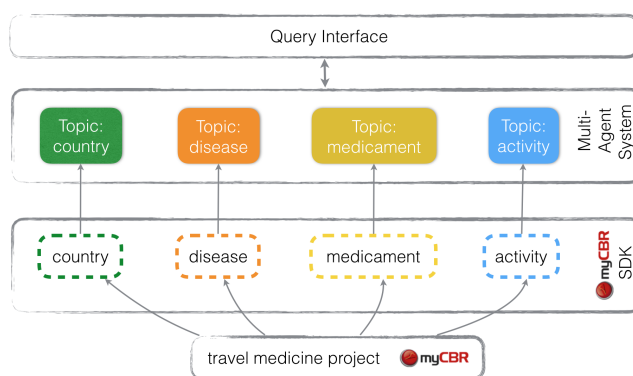 Query Interface
Topic:
country
Topic:
disease
Topic:
medicament
Topic:
activity
Multi-
Agent
System
country
disease
medicament
activity
myCBR
SDK
travel medicine project
myCBR